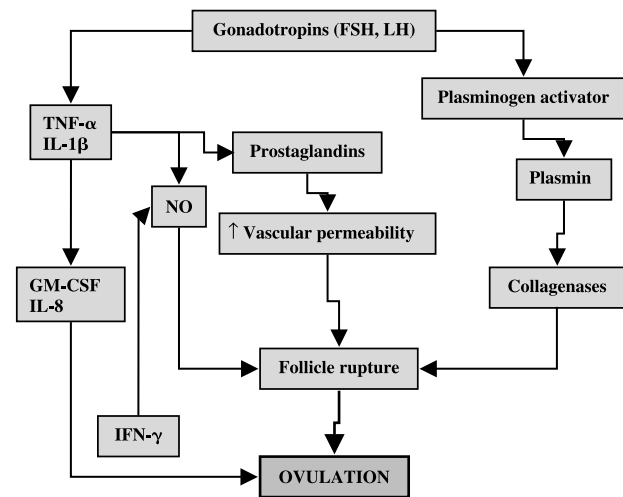 Gonadotropins (FSH, LH)
Plasminogen activator
TNF-α
IL-1β
Prostaglandins
Plasmin
NO
↑ Vascular permeability
GM-CSF
IL-8
Collagenases
Follicle rupture
IFN-γ
OVULATION